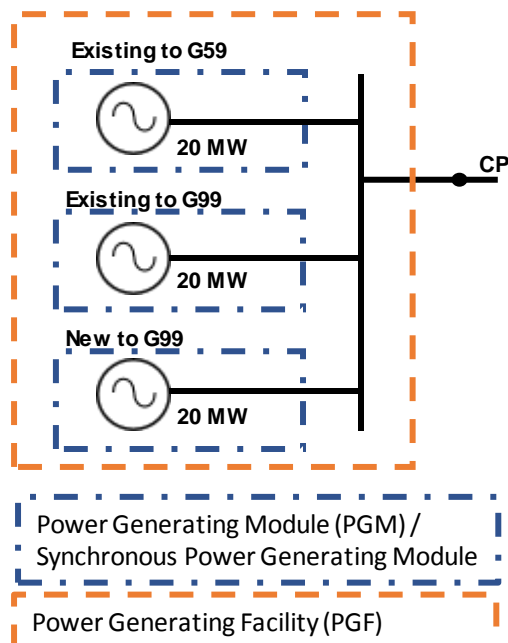 Existing to G59
20 MW
CP
Existing to G99
20 MW
New to G99
20 MW
Power Generating Module (PGM) /
Synchronous Power Generating Module
Power Generating Facility (PGF)